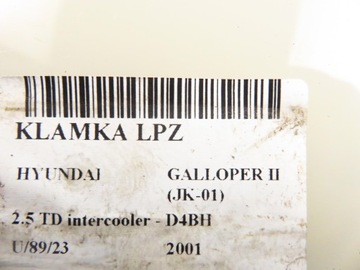 KLAMKA LPZ
HYUNDAI GALLOPER II
(JK-01)
2.5 TD intercooler - D4BH
U/89/23 2001